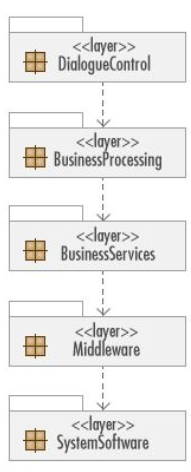 <<layer>>
DialogueControl
<<layer>>
BusinessProcessing
<<layer>>
BusinessServices
<<layer>>
Middleware
<<layer>>
SystemSoftware